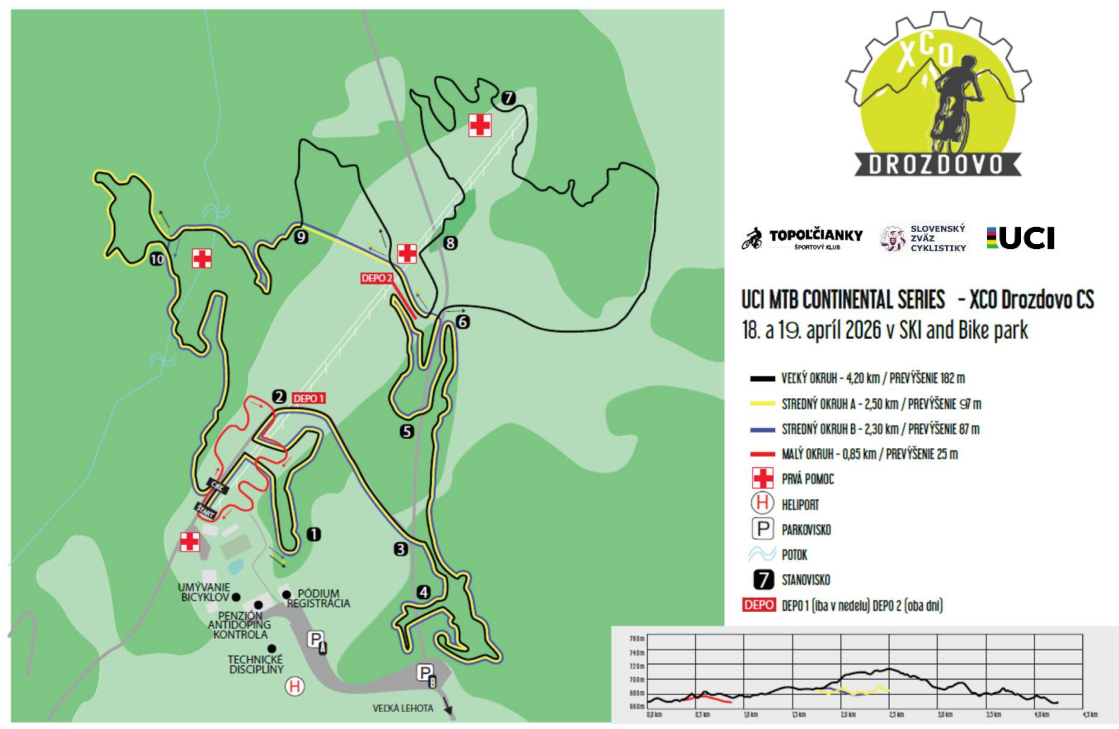 XCO
DROZDOVO
TOPOĽČIANKY
ŠPORTOVÝ KLUB
SLOVENSKÝ
ZVÄZ
CYKLISTIKY
UCI
UCI MTB CONTINENTAL SERIES - XCO Drozdovo CS
18. a 19. apríl 2026 v SKI and Bike park
VEĽKÝ OKRUH - 4,20 km / PREVÝŠENIE 182 m
STREDNÝ OKRUH A - 2,50 km / PREVÝŠENIE 97 m
STREDNÝ OKRUH B - 2,30 km / PREVÝŠENIE 87 m
MALÝ OKRUH - 0,85 km / PREVÝŠENIE 25 m
PRVÁ POMOC
H HELIPORT
P PARKOVISKO
POTOK
7 STANOVISKO
DEPO DEPO 1 (iba v nedelu) DEPO 2 (oba dni)
7
9
8
10
DEPO 2
6
2 DEPO 1
5
CIEĽ
START
1
3
4
UMÝVANIE
BICYKLOV
PÓDIUM
REGISTRÁCIA
PENZIÓN
ANTIDOPING
KONTROLA
TECHNICKÉ
DISCIPLÍNY
P A
P B
H
VEĽKÁ LEHOTA
760 m
740 m
720 m
700 m
680 m
660 m
0,0 km 0,5 km 1,0 km 1,5 km 2,0 km 2,5 km 3,0 km 3,5 km 4,0 km 4,5 km